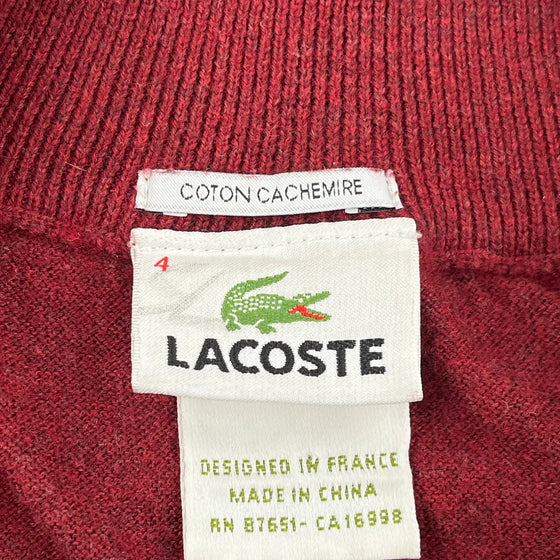 COTON CACHEMIRE
4
LACOSTE
DESIGNED IN FRANCE
MADE IN CHINA
RN 87651- CA16998